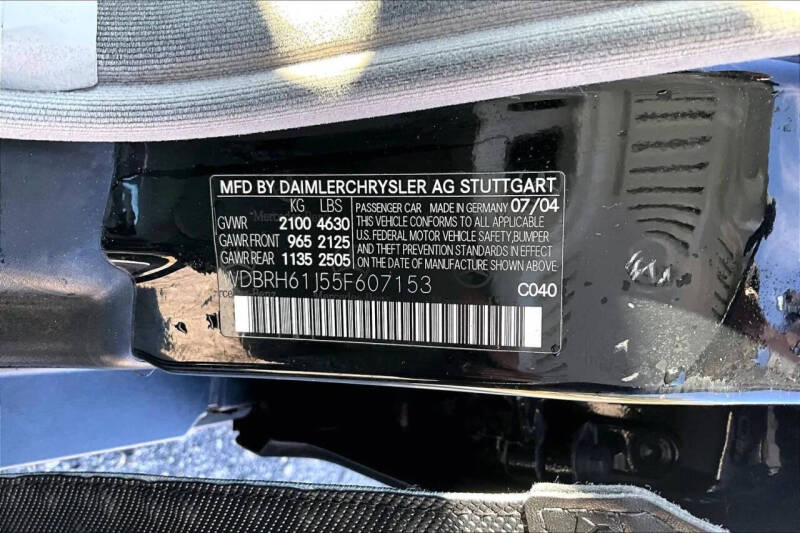 MFD BY DAIMLERCHRYSLER AG STUTTGART
KG LBS PASSENGER CAR MADE IN GERMANY 07/04
GVWR 2100 4630 THIS VEHICLE CONFORMS TO ALL APPLICABLE
GAWR FRONT 965 2125 U.S. FEDERAL MOTOR VEHICLE SAFETY, BUMPER
GAWR REAR 1135 2505 AND THEFT PREVENTION STANDARDS IN EFFECT
ON THE DATE OF MANUFACTURE SHOWN ABOVE
WDBRH61J55F607153 C040